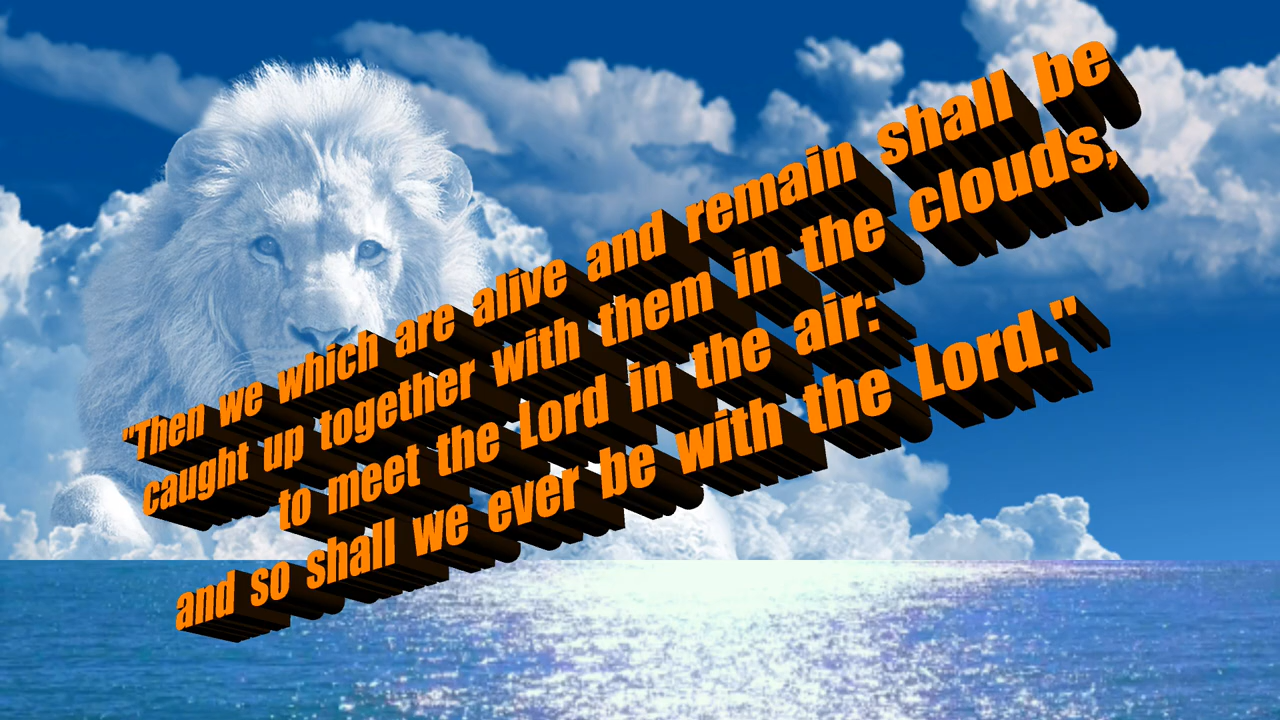 "Then we which are alive and remain shall be
caught up together with them in the clouds,
to meet the Lord in the air:
and so shall we ever be with the Lord."